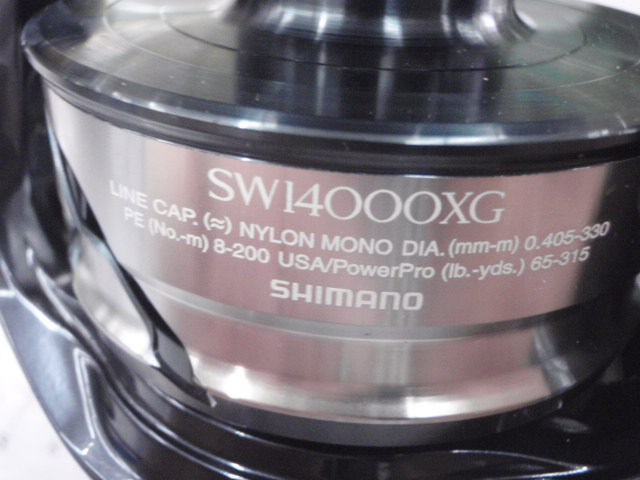 SW14000XG
LINE CAP. (≈) NYLON MONO DIA. (mm-m) 0.405-330
PE (No.-m) 8-200 USA/PowerPro (lb.-yds.) 65-315
SHIMANO